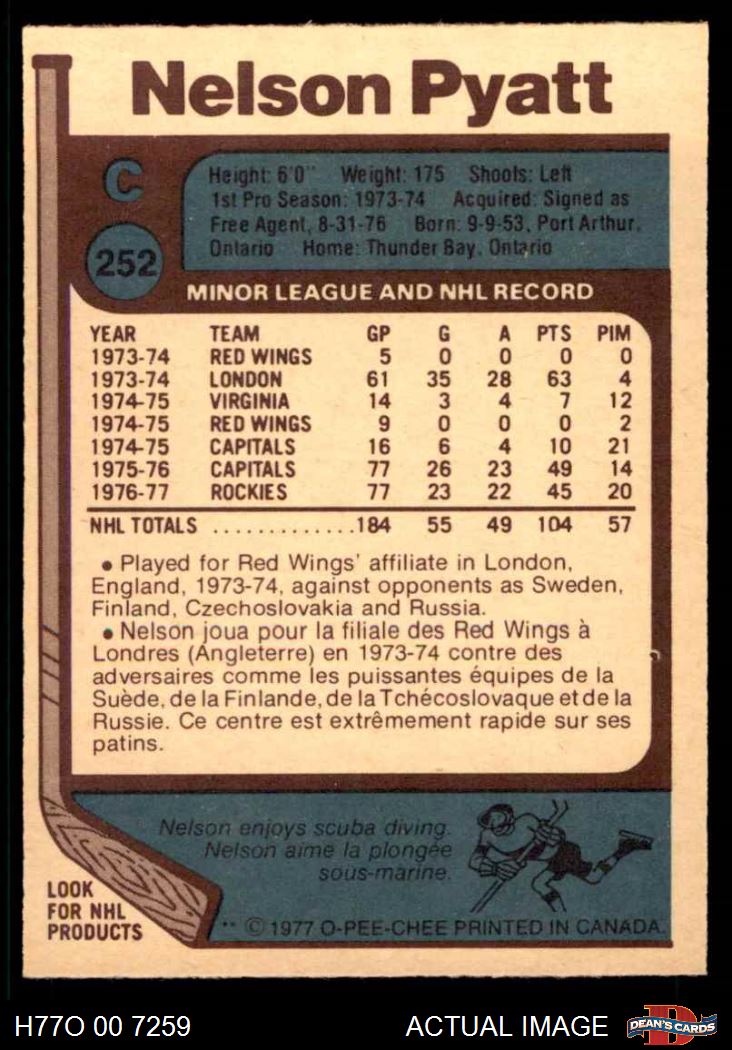 Nelson Pyatt
C
252
Height: 6'0" Weight: 175 Shoots: Left
1st Pro Season: 1973-74 Acquired: Signed as
Free Agent, 8-31-76 Born: 9-9-53, Port Arthur,
Ontario Home: Thunder Bay, Ontario
MINOR LEAGUE AND NHL RECORD
YEAR TEAM GP G A PTS PIM
1973-74 RED WINGS 5 0 0 0 0
1973-74 LONDON 61 35 28 63 4
1974-75 VIRGINIA 14 3 4 7 12
1974-75 RED WINGS 9 0 0 0 2
1974-75 CAPITALS 16 6 4 10 21
1975-76 CAPITALS 77 26 23 49 14
1976-77 ROCKIES 77 23 22 45 20
NHL TOTALS .............184 55 49 104 57
• Played for Red Wings' affiliate in London,
England, 1973-74, against opponents as Sweden,
Finland, Czechoslovakia and Russia.
• Nelson joua pour la filiale des Red Wings à
Londres (Angleterre) en 1973-74 contre des
adversaires comme les puissantes équipes de la
Suède, de la Finlande, de la Tchécoslovaque et de la
Russie. Ce centre est extrêmement rapide sur ses
patins.
Nelson enjoys scuba diving.
Nelson aime la plongée
sous-marine.
LOOK
FOR NHL
PRODUCTS
** © 1977 O-PEE-CHEE PRINTED IN CANADA.
H77O 00 7259 ACTUAL IMAGE D DEAN'S CARDS